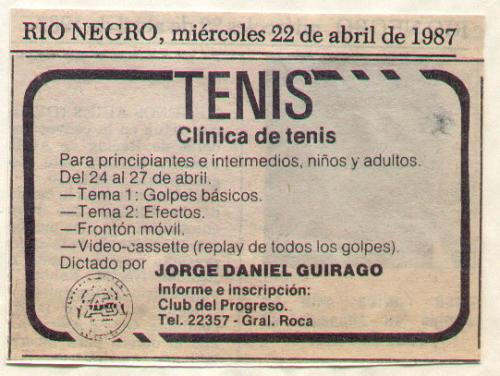 RIO NEGRO, miércoles 22 de abril de 1987
TENIS
Clínica de tenis
Para principiantes e intermedios, niños y adultos.
Del 24 al 27 de abril.
—Tema 1: Golpes básicos.
—Tema 2: Efectos.
—Frontón móvil.
—Video-cassette (replay de todos los golpes).
Dictado por JORGE DANIEL GUIRAGO
Informe e inscripción:
Club del Progreso.
Tel. 22357 - Gral. Roca